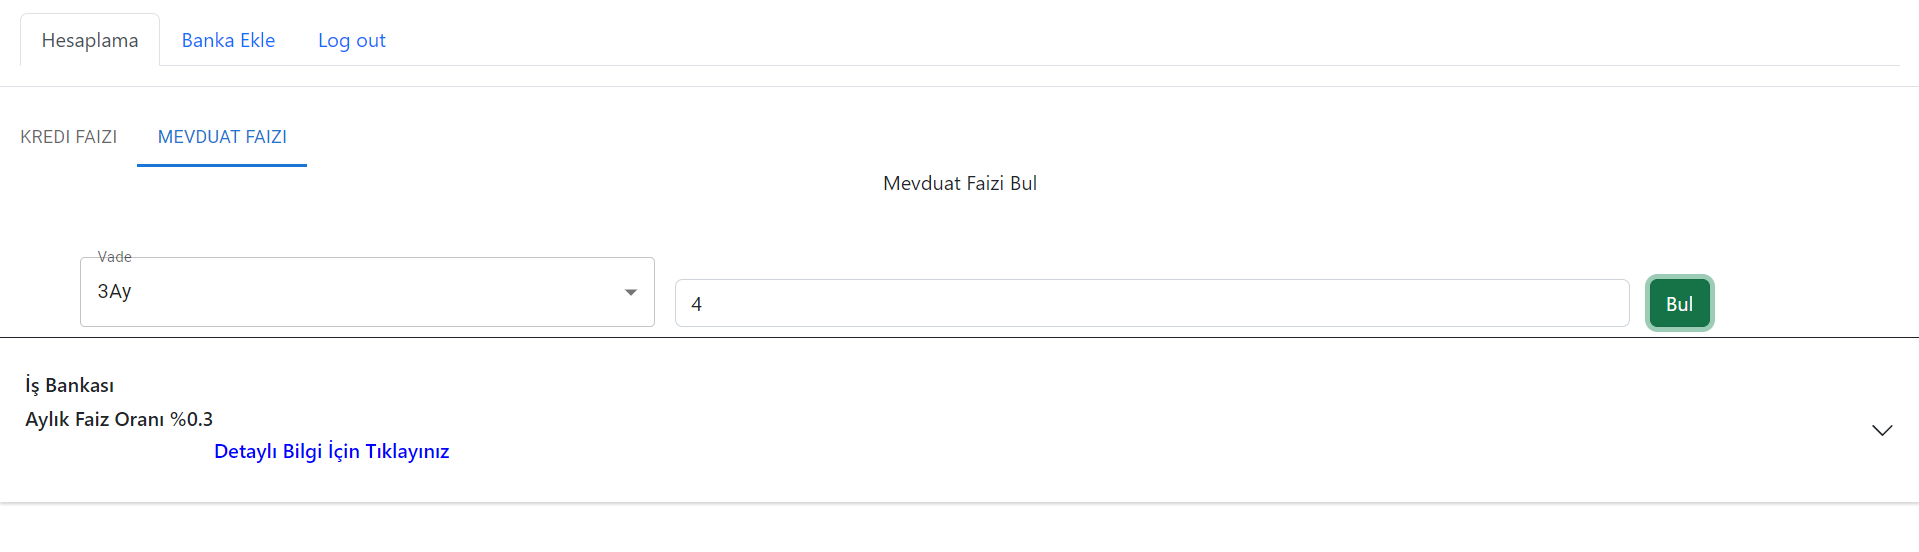 Hesaplama Banka Ekle Log out
KREDI FAIZI MEVDUAT FAIZI
Mevduat Faizi Bul
Vade
3Ay
4
Bul
İş Bankası
Aylık Faiz Oranı %0.3
Detaylı Bilgi İçin Tıklayınız